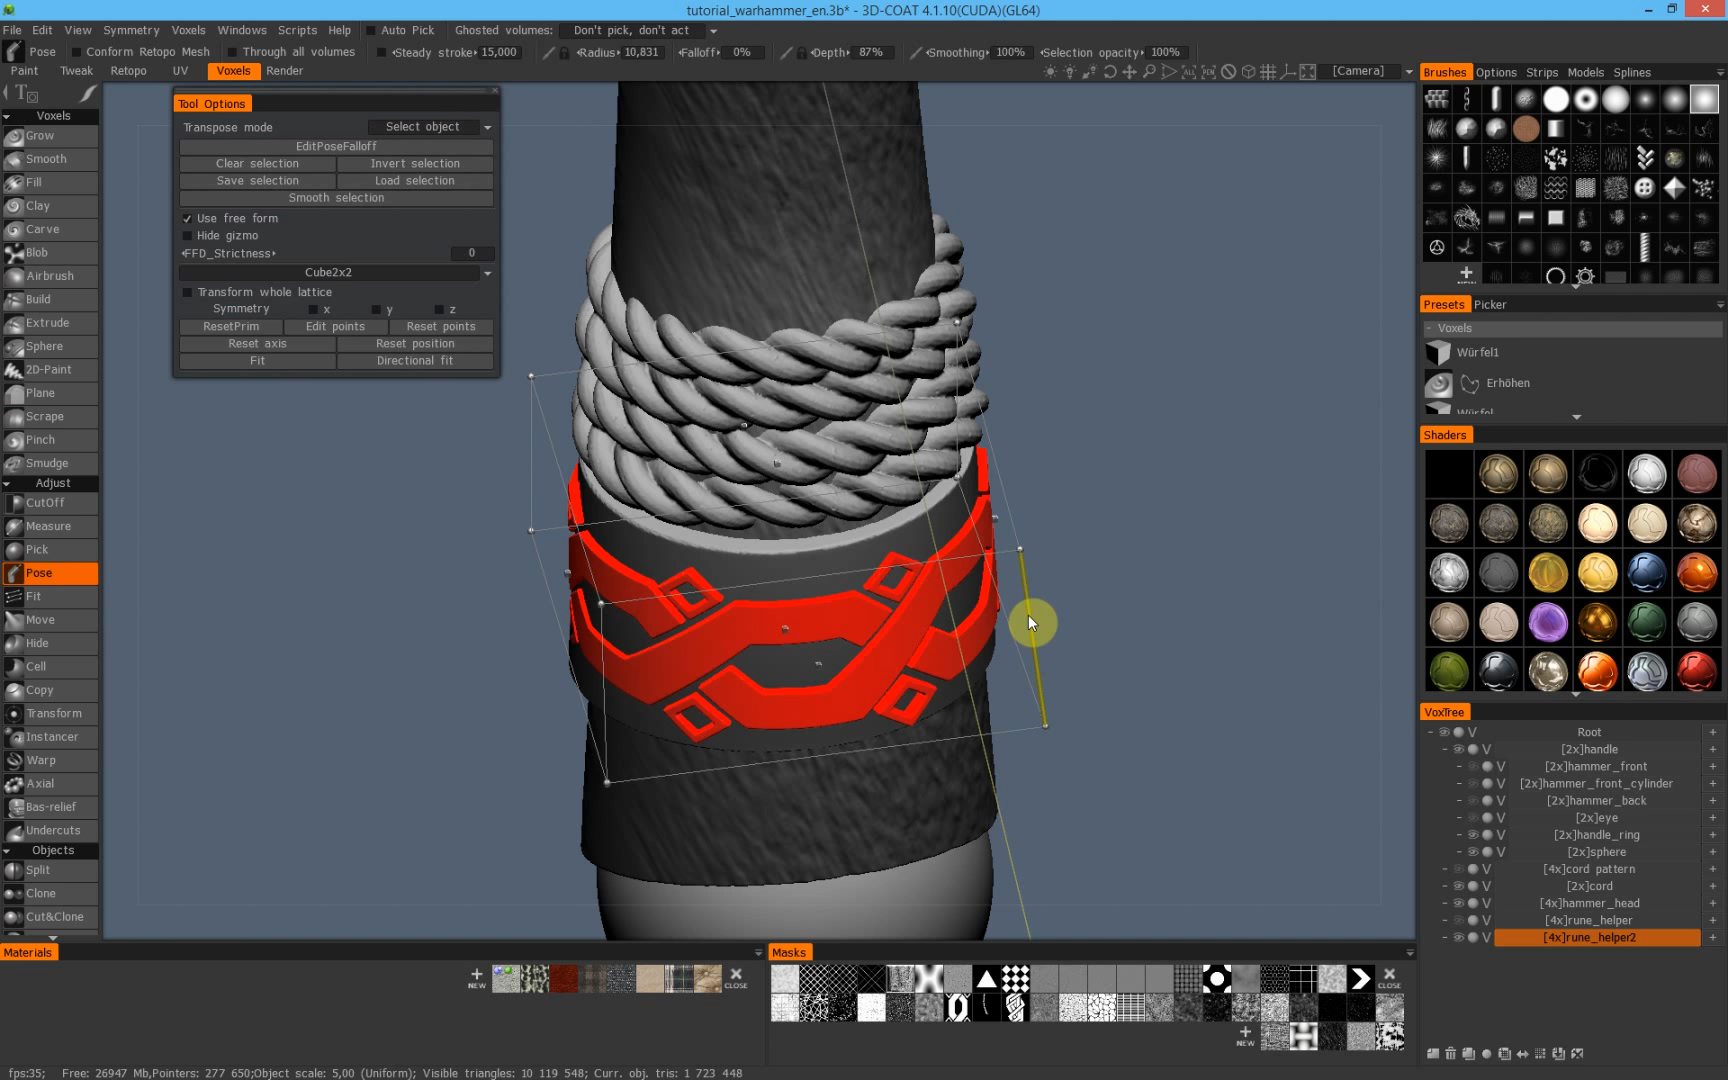 tutorial_warhammer_en.3b* - 3D-COAT 4.1.10(CUDA)(GL64)
File Edit View Symmetry Voxels Windows Scripts Help Auto Pick Ghosted volumes: Don't pick, don't act
Pose Conform Retopo Mesh Through all volumes Steady stroke 15,000 Radius 10,831 Falloff 0% Depth 87% Smoothing 100% Selection opacity 100%
Paint Tweak Retopo UV Voxels Render [Camera]
Voxels
Grow
Smooth
Fill
Clay
Carve
Blob
Airbrush
Build
Extrude
Sphere
2D-Paint
Plane
Scrape
Pinch
Smudge
Adjust
CutOff
Measure
Pick
Pose
Fit
Move
Hide
Cell
Copy
Transform
Instancer
Warp
Axial
Bas-relief
Undercuts
Objects
Split
Clone
Cut&Clone
Tool Options
Transpose mode Select object
EditPoseFalloff
Clear selection Invert selection
Save selection Load selection
Smooth selection
Use free form
Hide gizmo
FFD_Strictness 0
Cube2x2
Transform whole lattice
Symmetry x y z
ResetPrim Edit points Reset points
Reset axis Reset position
Fit Directional fit
Brushes Options Strips Models Splines
NEW
Presets Picker
Voxels
Würfel1
Erhöhen
Würfel
Shaders
VoxTree
V Root +
V [2x]handle +
V [2x]hammer_front +
V [2x]hammer_front_cylinder +
V [2x]hammer_back +
V [2x]eye +
V [2x]handle_ring +
V [2x]sphere +
V [4x]cord pattern +
V [2x]cord +
V [4x]hammer_head +
V [4x]rune_helper +
V [4x]rune_helper2 +
Materials
NEW CLOSE
Masks
CLOSE
NEW
fps:35; Free: 26947 Mb,Pointers: 277 650;Object scale: 5,00 (Uniform); Visible triangles: 10 119 548; Curr. obj. tris: 1 723 448